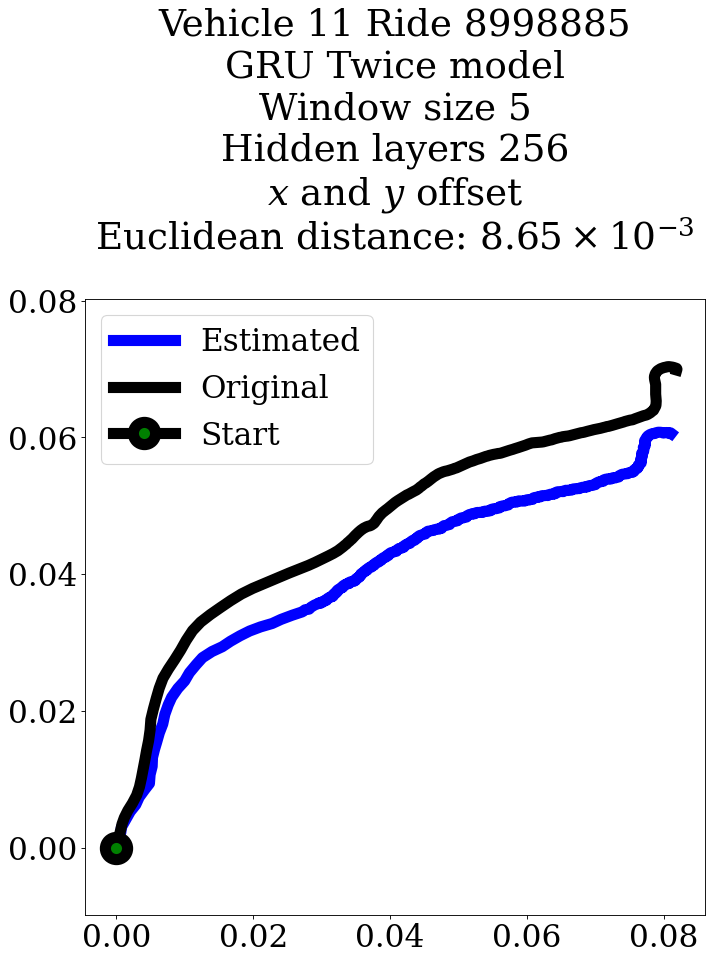 Vehicle 11 Ride 8998885
GRU Twice model
Window size 5
Hidden layers 256
x and y offset
Euclidean distance: 8.65 × 10⁻³
0.08
Estimated
Original
Start
0.06
0.04
0.02
0.00
0.00 0.02 0.04 0.06 0.08